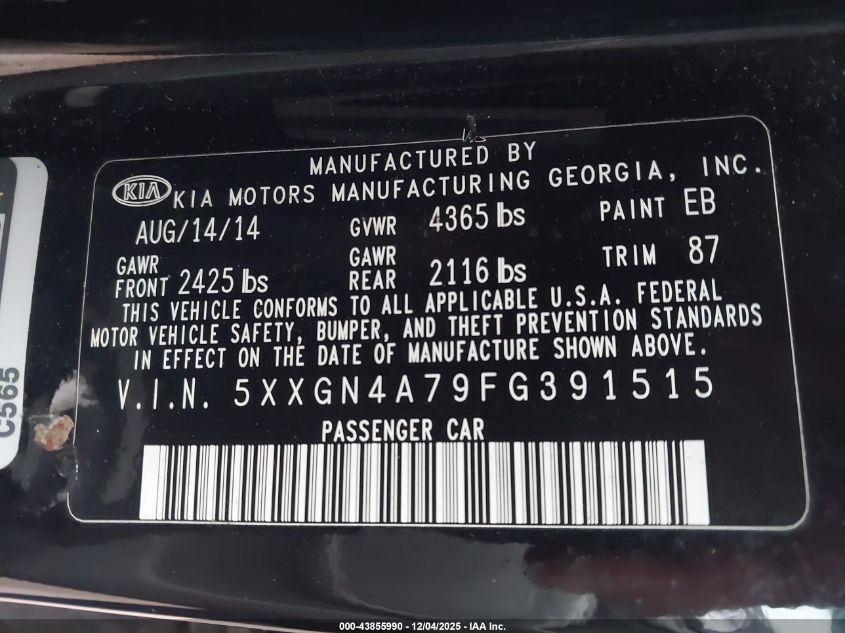 MANUFACTURED BY
KIA KIA MOTORS MANUFACTURING GEORGIA, INC.
AUG/14/14 GVWR 4365 lbs PAINT EB
GAWR FRONT 2425 lbs GAWR REAR 2116 lbs TRIM 87
THIS VEHICLE CONFORMS TO ALL APPLICABLE U.S.A. FEDERAL
MOTOR VEHICLE SAFETY, BUMPER, AND THEFT PREVENTION STANDARDS
IN EFFECT ON THE DATE OF MANUFACTURE SHOWN ABOVE.
V.I.N. 5XXGN4A79FG391515
PASSENGER CAR
C565
000-43855990 - 12/04/2025 - IAA Inc.